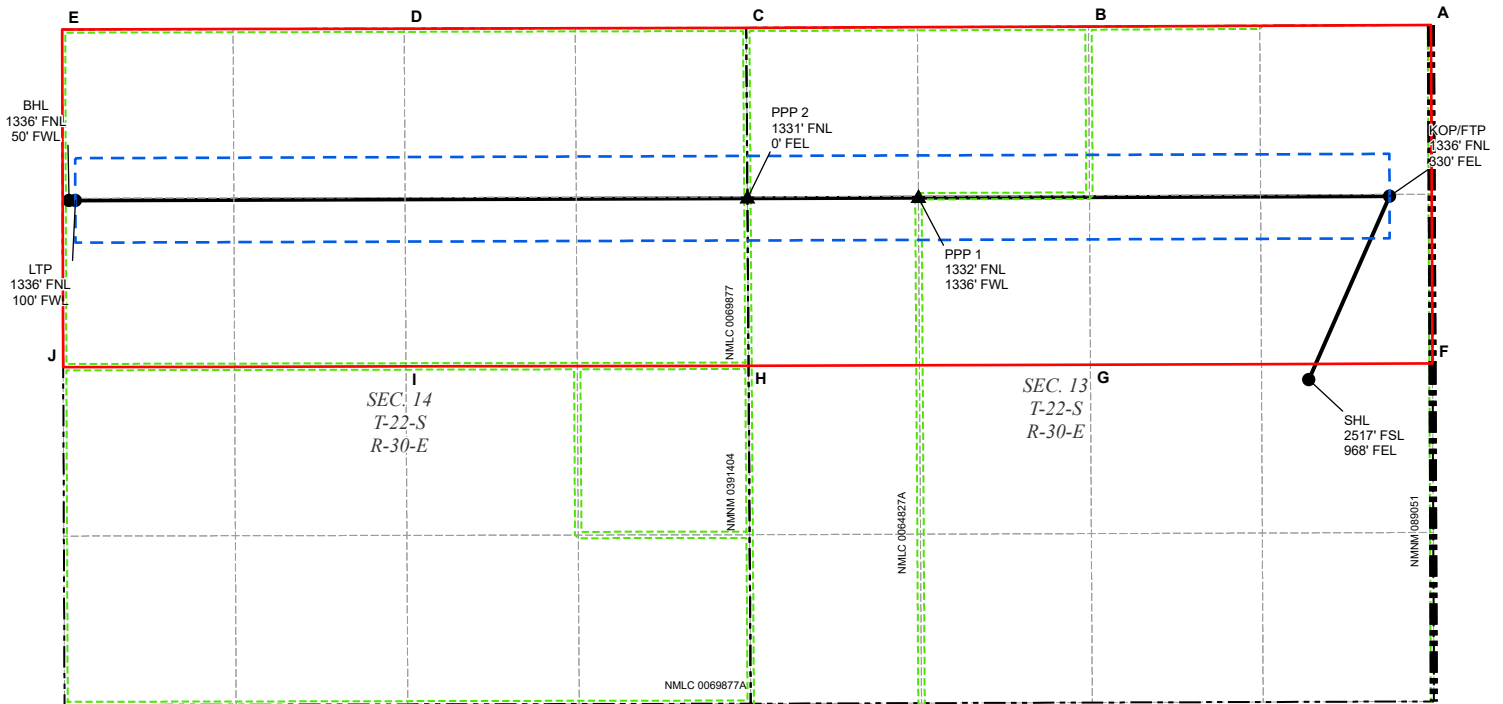 E
D
C
B
A
BHL
1336' FNL
50' FWL
PPP 2
1331' FNL
0' FEL
KOP/FTP
1336' FNL
330' FEL
LTP
1336' FNL
100' FWL
PPP 1
1332' FNL
1336' FWL
NMLC 0069877
J
I
H
G
F
SEC. 14
T-22-S
R-30-E
SEC. 13
T-22-S
R-30-E
SHL
2517' FSL
968' FEL
NMNM 0391404
NMLC 0064827A
NMNM 089051
NMLC 0069877A